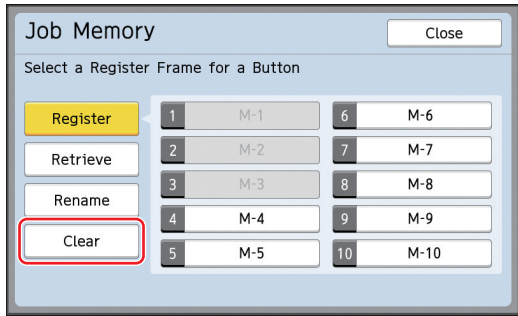 Job Memory
Close
Select a Register Frame for a Button
Register
Retrieve
Rename
Clear
1 M-1
2 M-2
3 M-3
4 M-4
5 M-5
6 M-6
7 M-7
8 M-8
9 M-9
10 M-10